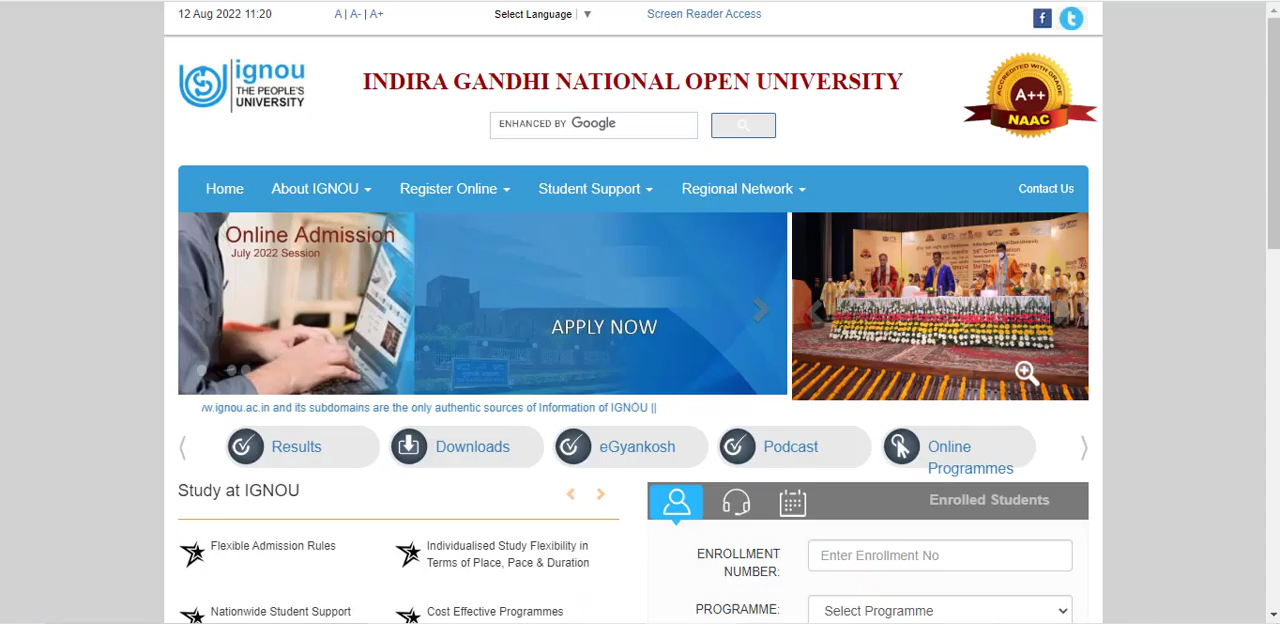 12 Aug 2022 11:20
A | A- | A+
Select Language ▼
Screen Reader Access
ignou
THE PEOPLE'S
UNIVERSITY
INDIRA GANDHI NATIONAL OPEN UNIVERSITY
ACCREDITED WITH GRADE
A++
NAAC
ENHANCED BY Google
Home
About IGNOU
Register Online
Student Support
Regional Network
Contact Us
Online Admission
July 2022 Session
APPLY NOW
w.ignou.ac.in and its subdomains are the only authentic sources of Information of IGNOU ||
Results
Downloads
eGyankosh
Podcast
Online
Programmes
Study at IGNOU
Flexible Admission Rules
Individualised Study Flexibility in
Terms of Place, Pace & Duration
Nationwide Student Support
Cost Effective Programmes
Enrolled Students
ENROLLMENT
NUMBER:
Enter Enrollment No
PROGRAMME:
Select Programme